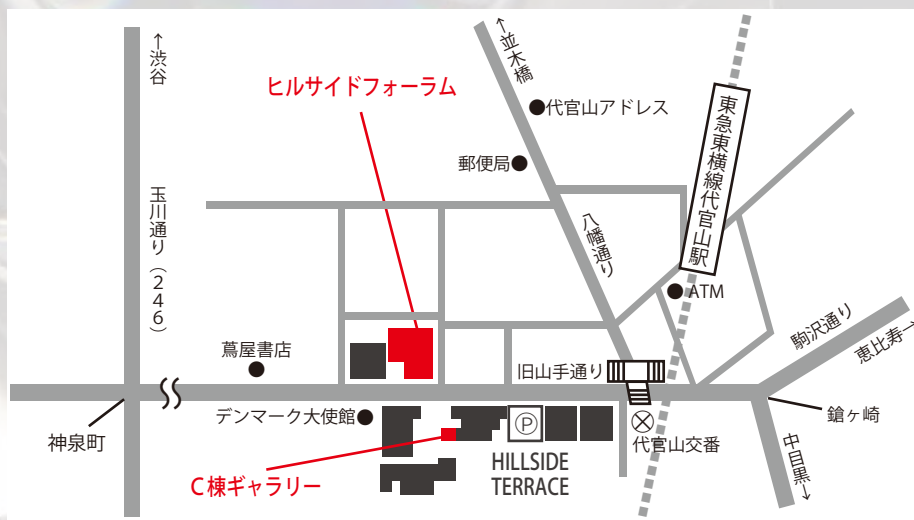 ↑渋谷
玉川通り（246）
ヒルサイドフォーラム
↑並木橋
代官山アドレス
郵便局
八幡通り
東急東横線代官山駅
ATM
駒沢通り
恵比寿→
蔦屋書店
旧山手通り
デンマーク大使館
神泉町
C棟ギャラリー
P
HILLSIDE
TERRACE
代官山交番
鎗ヶ崎
中目黒→